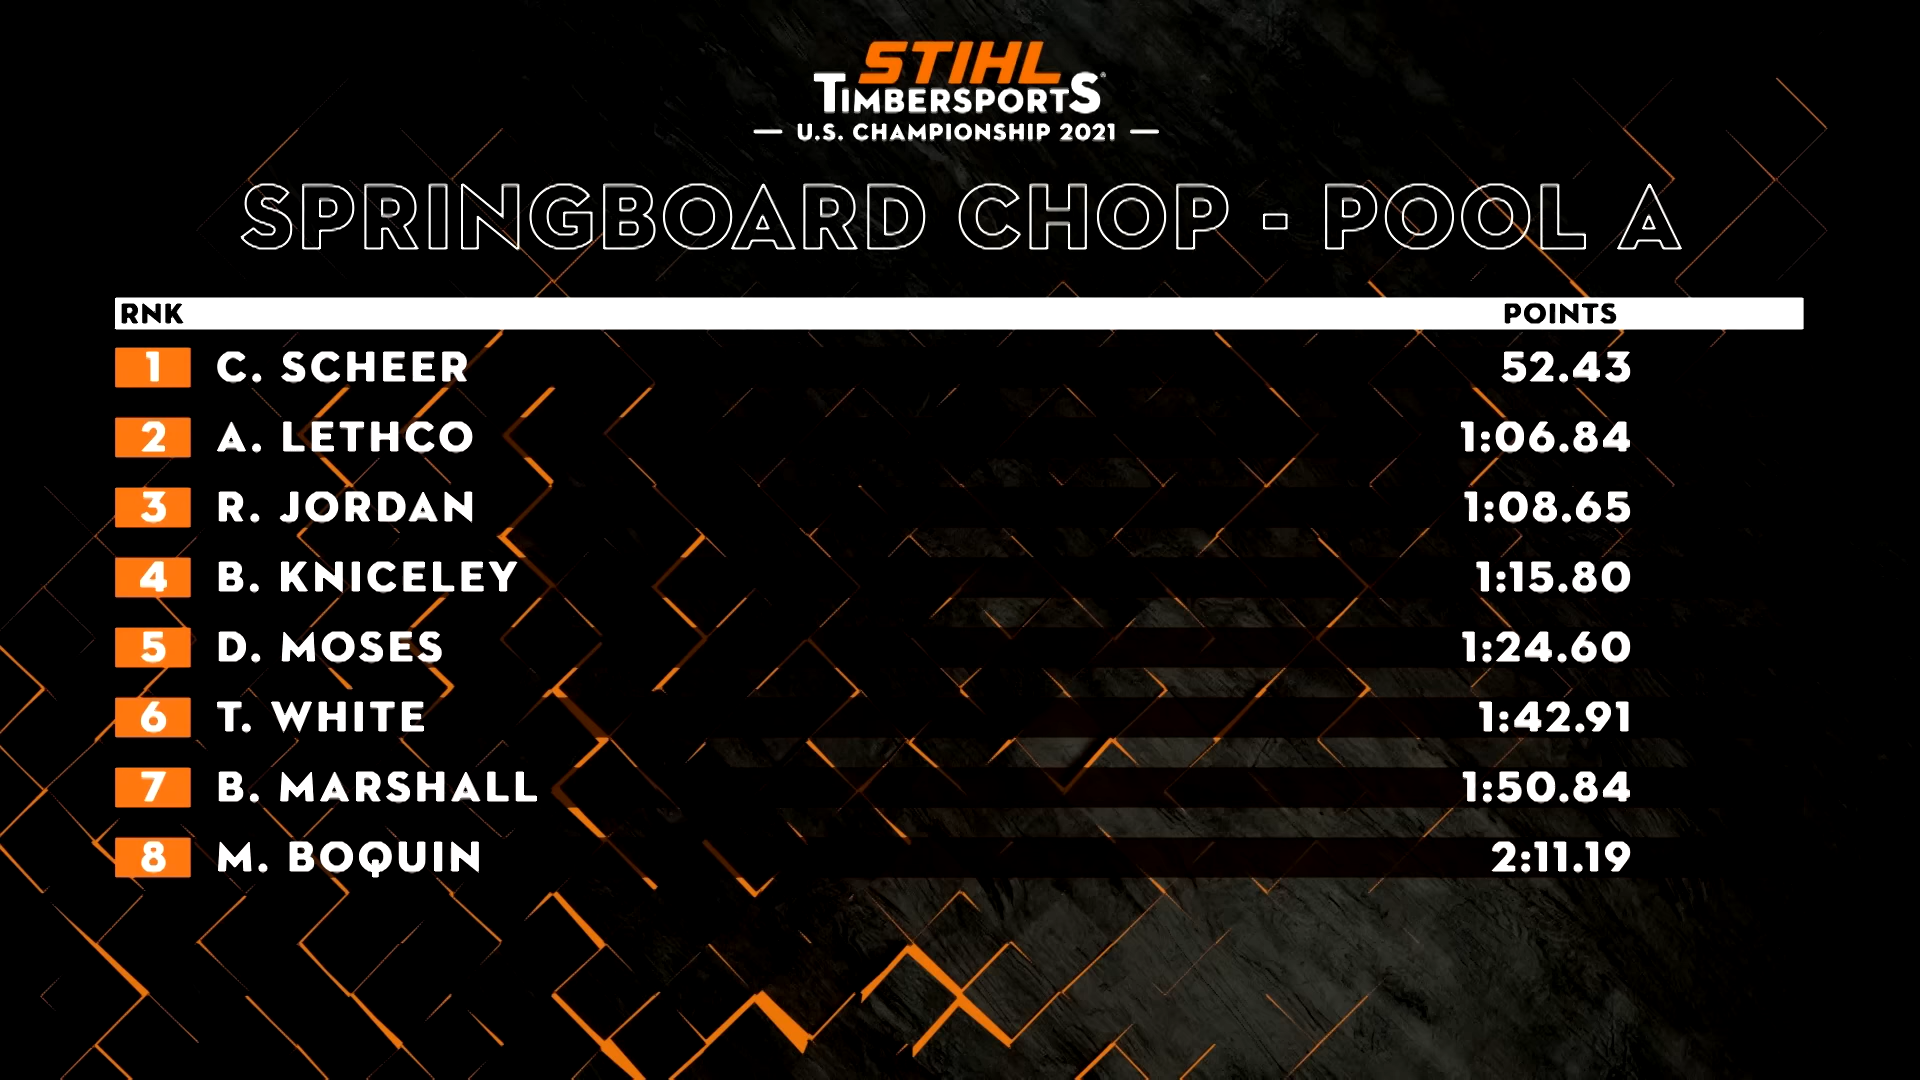 STIHL
TIMBERSPORTS®
— U.S. CHAMPIONSHIP 2021 —
SPRINGBOARD CHOP - POOL A
RNK POINTS
1 C. SCHEER 52.43
2 A. LETHCO 1:06.84
3 R. JORDAN 1:08.65
4 B. KNICELEY 1:15.80
5 D. MOSES 1:24.60
6 T. WHITE 1:42.91
7 B. MARSHALL 1:50.84
8 M. BOQUIN 2:11.19